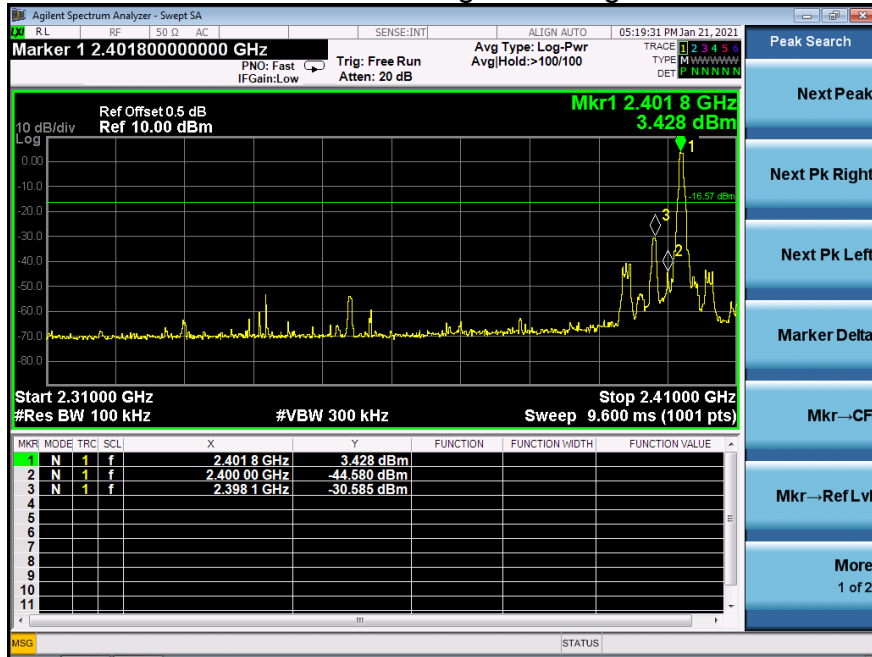 Agilent Spectrum Analyzer - Swept SA
LXI RL RF 50 Ω AC SENSE:INT ALIGN AUTO 05:19:31 PM Jan 21, 2021
Marker 1 2.401800000000 GHz
PNO: Fast
IFGain:Low
Trig: Free Run
Atten: 20 dB
Avg Type: Log-Pwr
Avg|Hold:>100/100
TRACE 1 2 3 4 5 6
TYPE M WWWWW
DET P N N N N N
Ref Offset 0.5 dB
10 dB/div Ref 10.00 dBm
Log
Mkr1 2.401 8 GHz
3.428 dBm
0.00
-10.0
-20.0
-30.0
-40.0
-50.0
-60.0
-70.0
-80.0
1
-16.57 dBm
3
2
Start 2.31000 GHz Stop 2.41000 GHz
#Res BW 100 kHz #VBW 300 kHz Sweep 9.600 ms (1001 pts)
MKR MODE TRC SCL X Y FUNCTION FUNCTION WIDTH FUNCTION VALUE
1 N 1 f 2.401 8 GHz 3.428 dBm
2 N 1 f 2.400 00 GHz -44.580 dBm
3 N 1 f 2.398 1 GHz -30.585 dBm
4
5
6
7
8
9
10
11
MSG STATUS
Peak Search
Next Peak
Next Pk Right
Next Pk Left
Marker Delta
Mkr→CF
Mkr→Ref Lvl
More
1 of 2